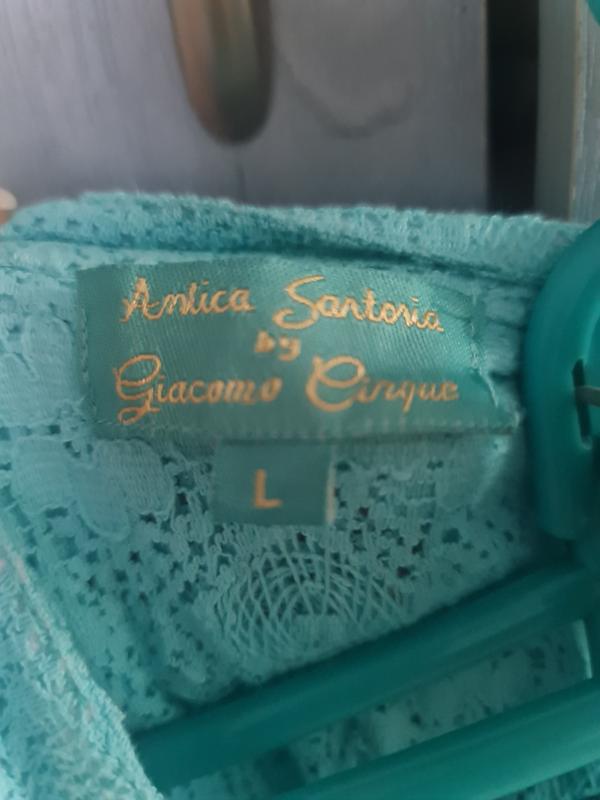 Antica Sartoria
by
Giacomo Cinque
L